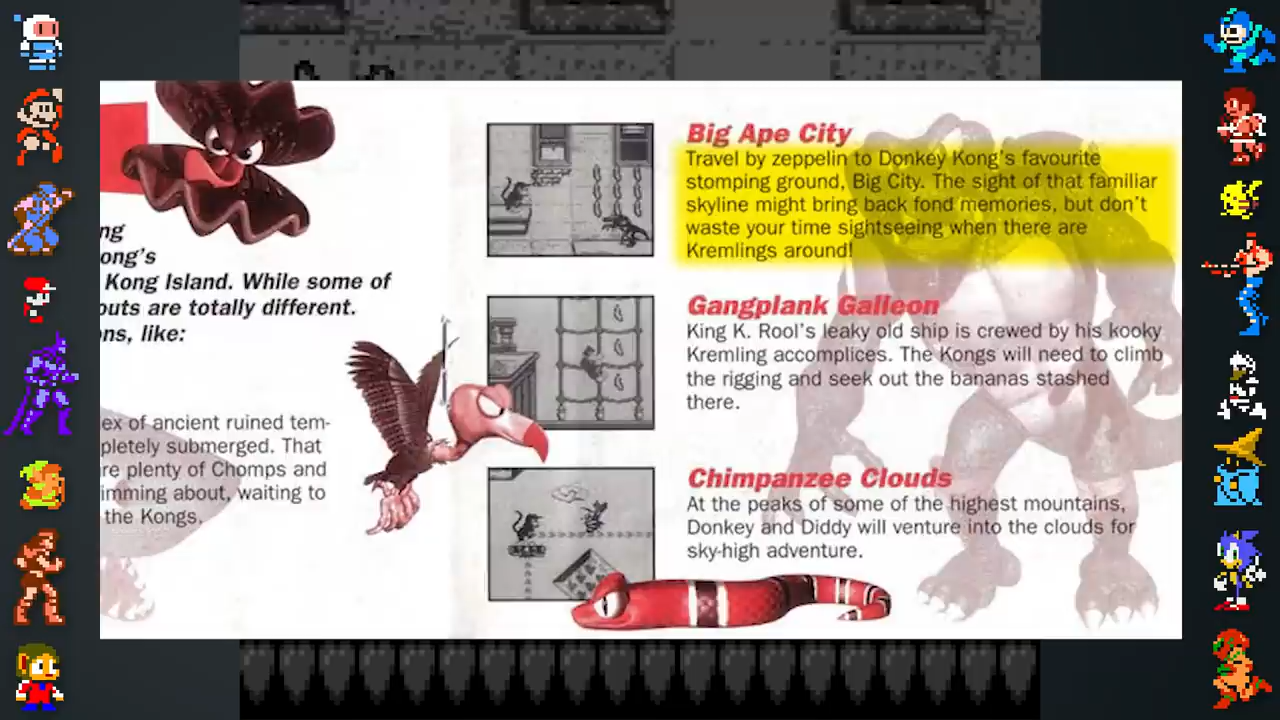 ng
ong's
Kong Island. While some of
outs are totally different.
ons, like:
ex of ancient ruined tem-
pletely submerged. That
re plenty of Chomps and
imming about, waiting to
the Kongs.
Big Ape City
Travel by zeppelin to Donkey Kong's favourite
stomping ground, Big City. The sight of that familiar
skyline might bring back fond memories, but don't
waste your time sightseeing when there are
Kremlings around!
Gangplank Galleon
King K. Rool's leaky old ship is crewed by his kooky
Kremling accomplices. The Kongs will need to climb
the rigging and seek out the bananas stashed
there.
Chimpanzee Clouds
At the peaks of some of the highest mountains,
Donkey and Diddy will venture into the clouds for
sky-high adventure.